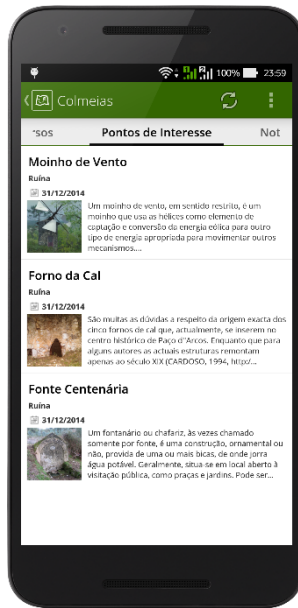 100% 23:59
Colmeias
rsos Pontos de Interesse Not
Moinho de Vento
Ruína
31/12/2014
Um moinho de vento, em sentido restrito, é um
moinho que usa as hélices como elemento de
captação e conversão da energia eólica para outro
tipo de energia apropriada para movimentar outros
mecanismos....
Forno da Cal
Ruína
31/12/2014
São muitas as dúvidas a respeito da origem exacta dos
cinco fornos de cal que, actualmente, se inserem no
centro histórico de Paço d"Arcos. Enquanto que para
alguns autores as actuais estruturas remontam
apenas ao século XIX (CARDOSO, 1994, http:/...
Fonte Centenária
Ruína
31/12/2014
Um fontanário ou chafariz, às vezes chamado
somente por fonte, é uma construção, ornamental ou
não, provida de uma ou mais bicas, de onde jorra
água potável. Geralmente, situa-se em local aberto à
visitação pública, como praças e jardins. Pode ser...